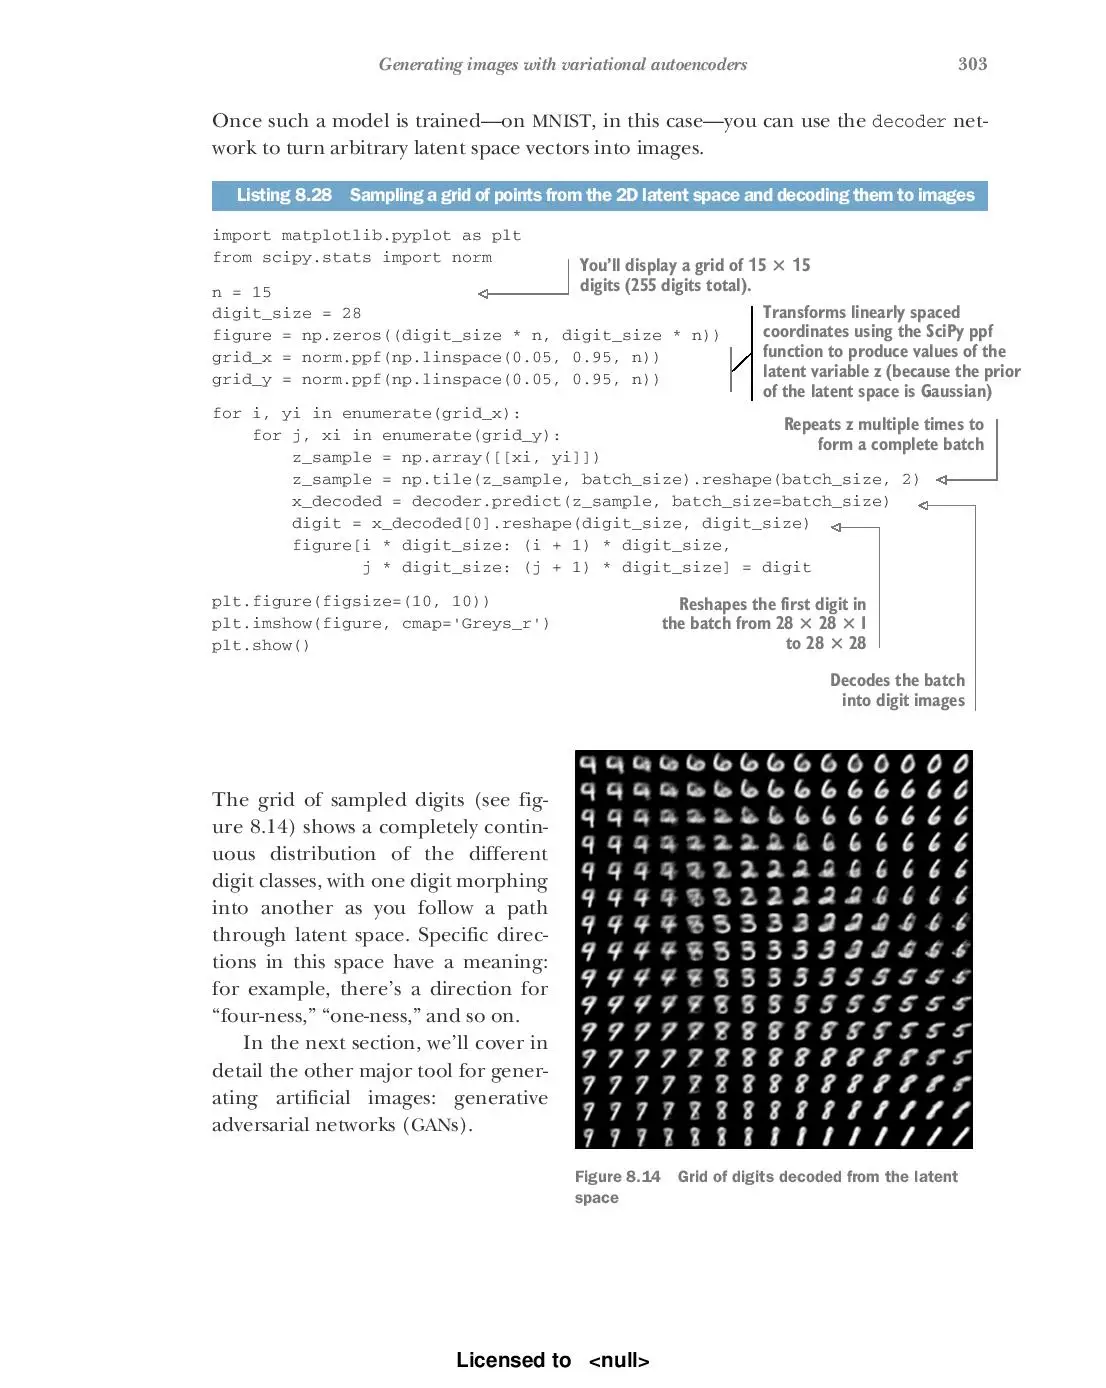 Generating images with variational autoencoders 303
Once such a model is trained—on MNIST, in this case—you can use the decoder net-
work to turn arbitrary latent space vectors into images.
Listing 8.28 Sampling a grid of points from the 2D latent space and decoding them to images
import matplotlib.pyplot as plt
from scipy.stats import norm
You’ll display a grid of 15 × 15
digits (255 digits total).
n = 15
digit_size = 28
figure = np.zeros((digit_size * n, digit_size * n))
grid_x = norm.ppf(np.linspace(0.05, 0.95, n))
grid_y = norm.ppf(np.linspace(0.05, 0.95, n))
Transforms linearly spaced
coordinates using the SciPy ppf
function to produce values of the
latent variable z (because the prior
of the latent space is Gaussian)
for i, yi in enumerate(grid_x):
    for j, xi in enumerate(grid_y):
        z_sample = np.array([[xi, yi]])
        z_sample = np.tile(z_sample, batch_size).reshape(batch_size, 2)
        x_decoded = decoder.predict(z_sample, batch_size=batch_size)
        digit = x_decoded[0].reshape(digit_size, digit_size)
        figure[i * digit_size: (i + 1) * digit_size,
               j * digit_size: (j + 1) * digit_size] = digit
Repeats z multiple times to
form a complete batch
plt.figure(figsize=(10, 10))
plt.imshow(figure, cmap='Greys_r')
plt.show()
Reshapes the first digit in
the batch from 28 × 28 × 1
to 28 × 28
Decodes the batch
into digit images
The grid of sampled digits (see fig-
ure 8.14) shows a completely contin-
uous distribution of the different
digit classes, with one digit morphing
into another as you follow a path
through latent space. Specific direc-
tions in this space have a meaning:
for example, there’s a direction for
“four-ness,” “one-ness,” and so on.
In the next section, we’ll cover in
detail the other major tool for gener-
ating artificial images: generative
adversarial networks (GANs).
Figure 8.14 Grid of digits decoded from the latent
space
Licensed to <null>